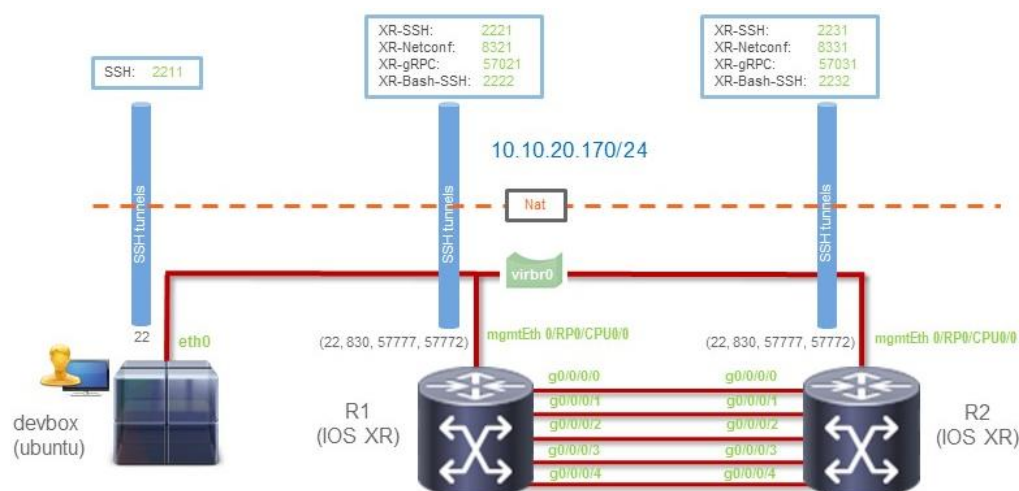 SSH: 2211
XR-SSH: 2221
XR-Netconf: 8321
XR-gRPC: 57021
XR-Bash-SSH: 2222
XR-SSH: 2231
XR-Netconf: 8331
XR-gRPC: 57031
XR-Bash-SSH: 2232
10.10.20.170/24
Nat
SSH tunnels
SSH tunnels
SSH tunnels
virbr0
22
eth0
(22, 830, 57777, 57772)
mgmtEth 0/RP0/CPU0/0
(22, 830, 57777, 57772)
mgmtEth 0/RP0/CPU0/0
devbox
(ubuntu)
R1
(IOS XR)
g0/0/0/0
g0/0/0/0
g0/0/0/1
g0/0/0/1
g0/0/0/2
g0/0/0/2
g0/0/0/3
g0/0/0/3
g0/0/0/4
g0/0/0/4
R2
(IOS XR)